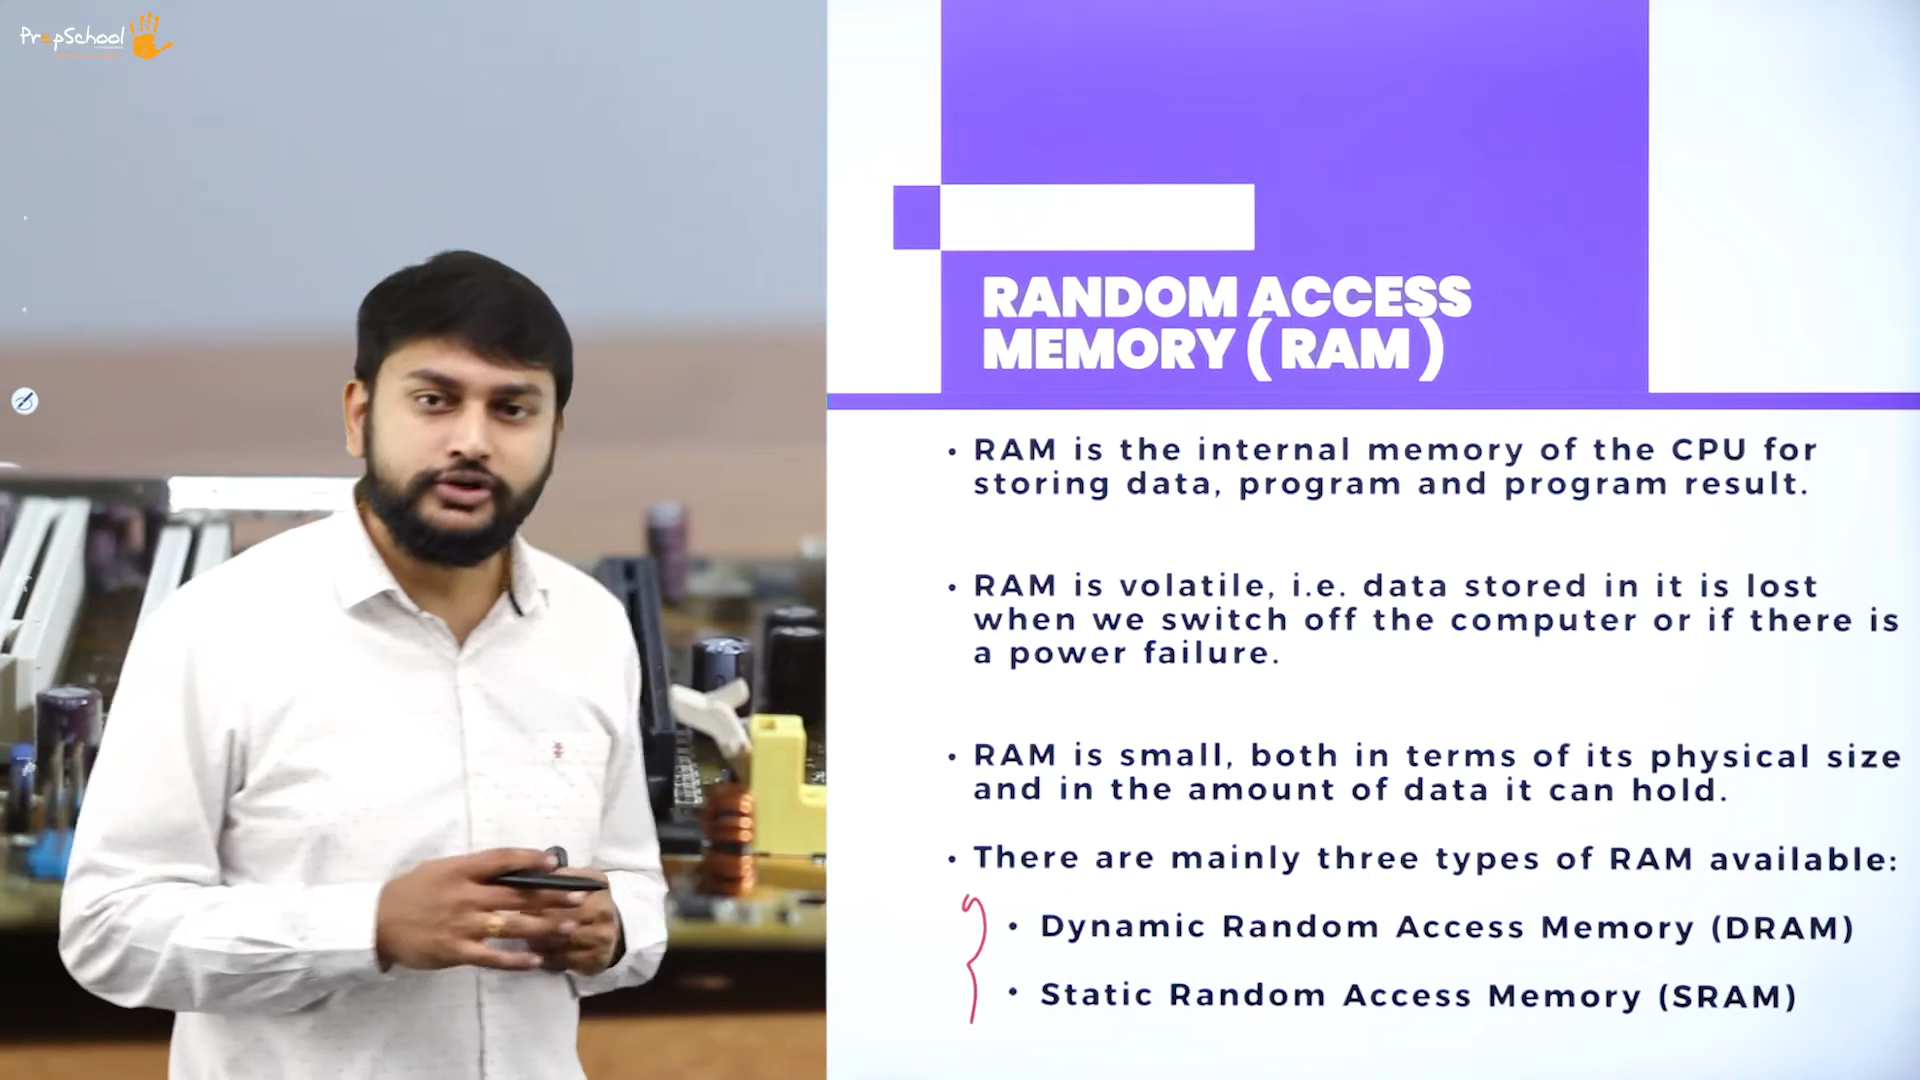 PrepSchool
RANDOM ACCESS
MEMORY ( RAM )
• RAM is the internal memory of the CPU for
storing data, program and program result.
• RAM is volatile, i.e. data stored in it is lost
when we switch off the computer or if there is
a power failure.
• RAM is small, both in terms of its physical size
and in the amount of data it can hold.
• There are mainly three types of RAM available:
• Dynamic Random Access Memory (DRAM)
• Static Random Access Memory (SRAM)